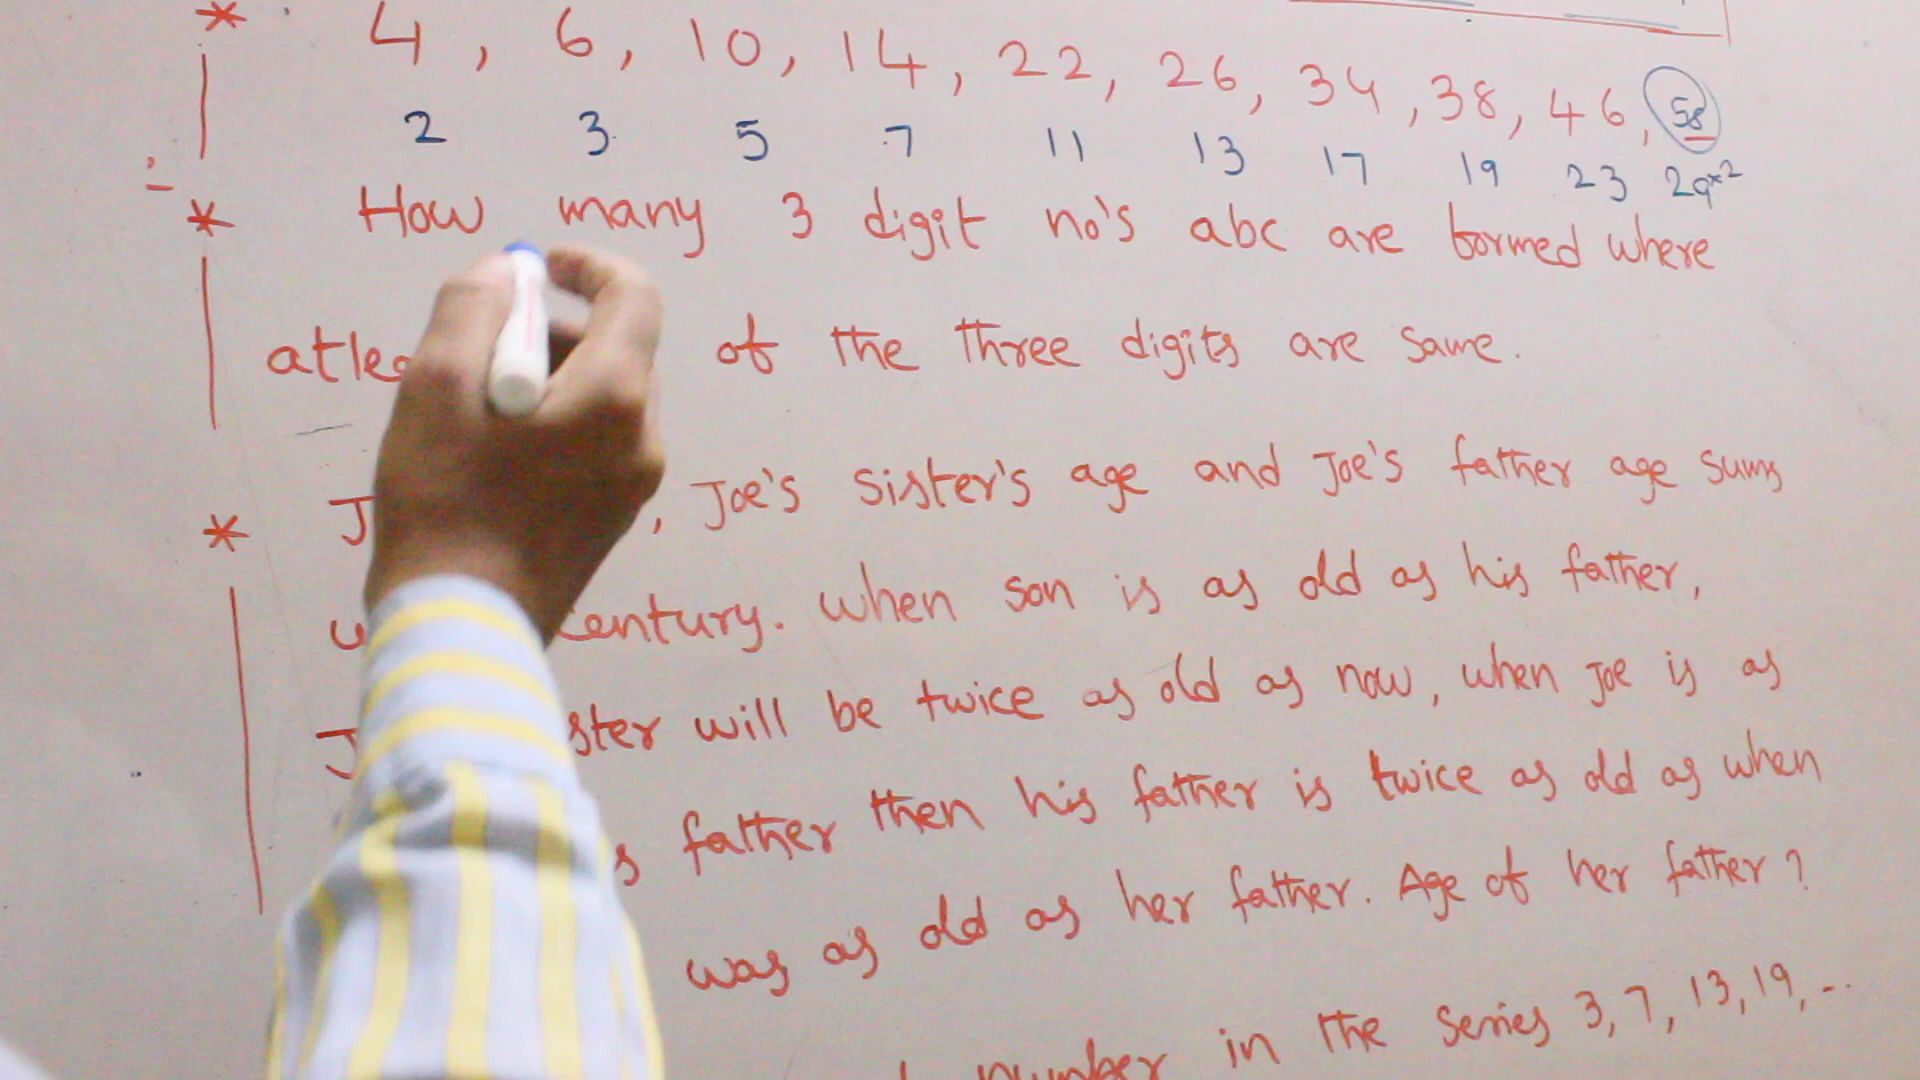 * 4, 6, 10, 14, 22, 26, 34, 38, 46, 58
2 3 5 7 11 13 17 19 23 29×2
* How many 3 digit no's abc are formed where
atlea of the three digits are same.
* J , Joe's sister's age and Joe's father age sums
century. When son is as old as his father,
J ster will be twice as old as now, when Joe is as
s father then his father is twice as old as when
was as old as her father. Age of her father?
number in the series 3, 7, 13, 19, ...